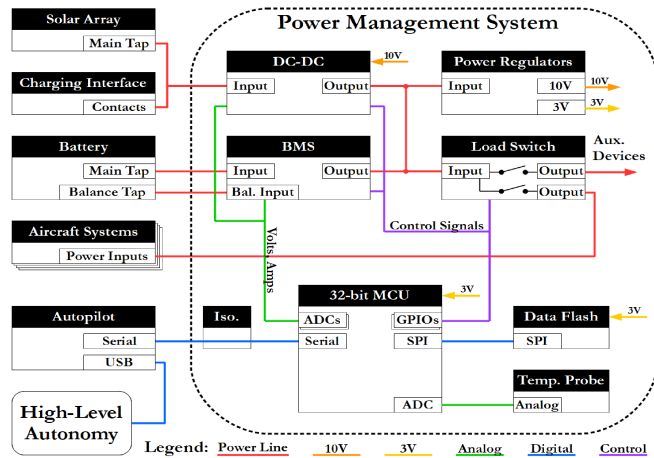 Power Management System
Solar Array
Main Tap
Charging Interface
Contacts
Battery
Main Tap
Balance Tap
Aircraft Systems
Power Inputs
Autopilot
Serial
USB
High-Level
Autonomy
DC-DC
Input
Output
10V
Power Regulators
Input
10V
3V
10V
3V
BMS
Input
Output
Bal. Input
Load Switch
Input
Output
Output
Aux.
Devices
Control Signals
Volts, Amps
Iso.
32-bit MCU
3V
ADCs
GPIOs
Serial
SPI
ADC
Data Flash
SPI
3V
Temp. Probe
Analog
Legend: Power Line 10V 3V Analog Digital Control